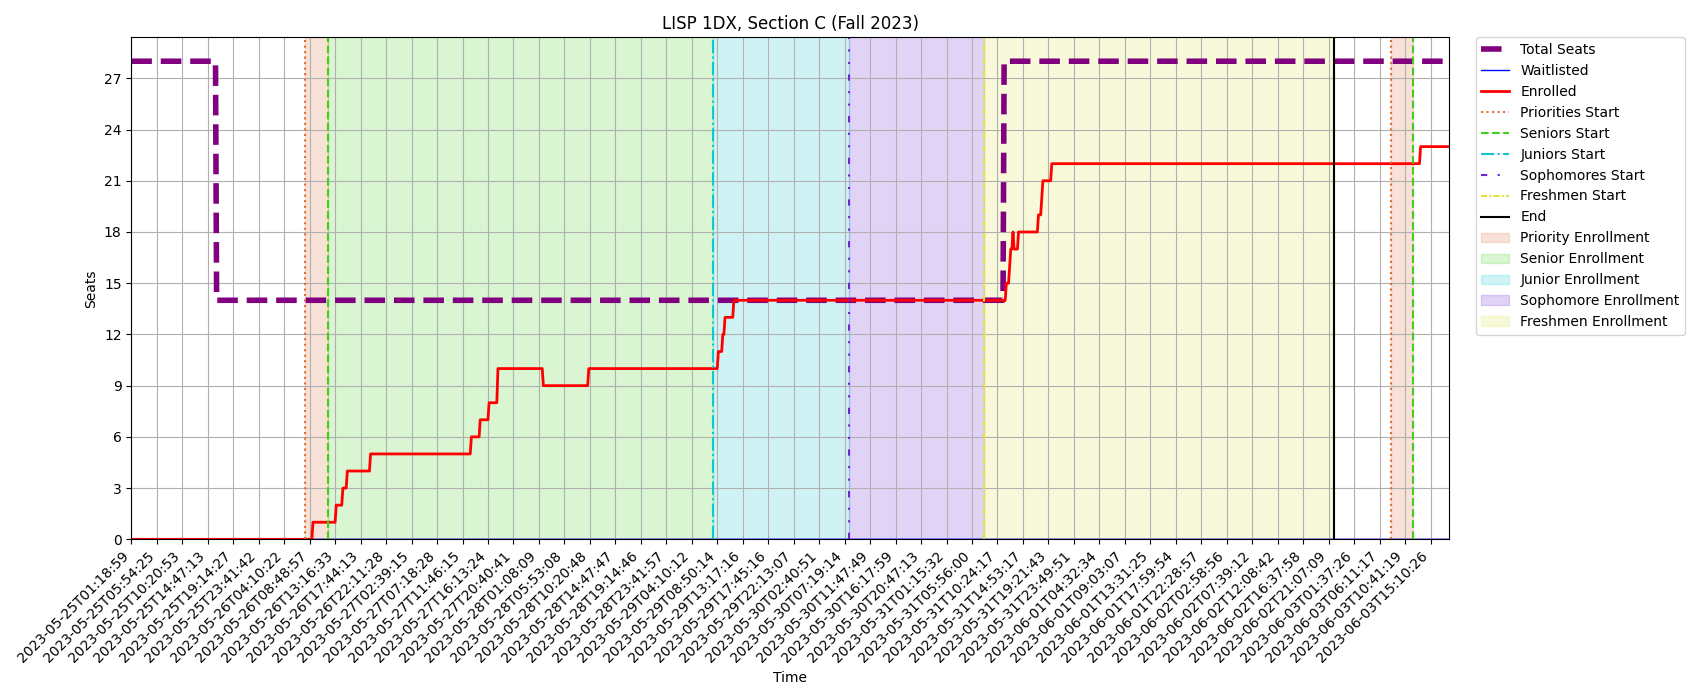 LISP 1DX, Section C (Fall 2023)
Seats
27
24
21
18
15
12
9
6
3
0
2023-05-25T01:18:59
2023-05-25T05:54:25
2023-05-25T10:20:53
2023-05-25T14:47:13
2023-05-25T19:14:27
2023-05-25T23:41:42
2023-05-26T04:10:22
2023-05-26T08:48:57
2023-05-26T13:16:33
2023-05-26T17:44:13
2023-05-26T22:11:28
2023-05-27T02:39:15
2023-05-27T07:18:28
2023-05-27T11:46:15
2023-05-27T16:13:24
2023-05-27T20:40:41
2023-05-28T01:08:09
2023-05-28T05:53:08
2023-05-28T10:20:48
2023-05-28T14:47:47
2023-05-28T19:14:46
2023-05-28T23:41:57
2023-05-29T04:10:12
2023-05-29T08:50:14
2023-05-29T13:17:16
2023-05-29T17:45:16
2023-05-29T22:13:07
2023-05-30T02:40:51
2023-05-30T07:19:14
2023-05-30T11:47:49
2023-05-30T16:17:59
2023-05-30T20:47:13
2023-05-31T01:15:32
2023-05-31T05:56:00
2023-05-31T10:24:17
2023-05-31T14:53:17
2023-05-31T19:21:43
2023-05-31T23:49:51
2023-06-01T04:32:34
2023-06-01T09:03:07
2023-06-01T13:31:25
2023-06-01T17:59:54
2023-06-01T22:28:57
2023-06-02T02:58:56
2023-06-02T07:39:12
2023-06-02T12:08:42
2023-06-02T16:37:58
2023-06-02T21:07:09
2023-06-03T01:37:26
2023-06-03T06:11:17
2023-06-03T10:41:19
2023-06-03T15:10:26
Time
Total Seats
Waitlisted
Enrolled
Priorities Start
Seniors Start
Juniors Start
Sophomores Start
Freshmen Start
End
Priority Enrollment
Senior Enrollment
Junior Enrollment
Sophomore Enrollment
Freshmen Enrollment